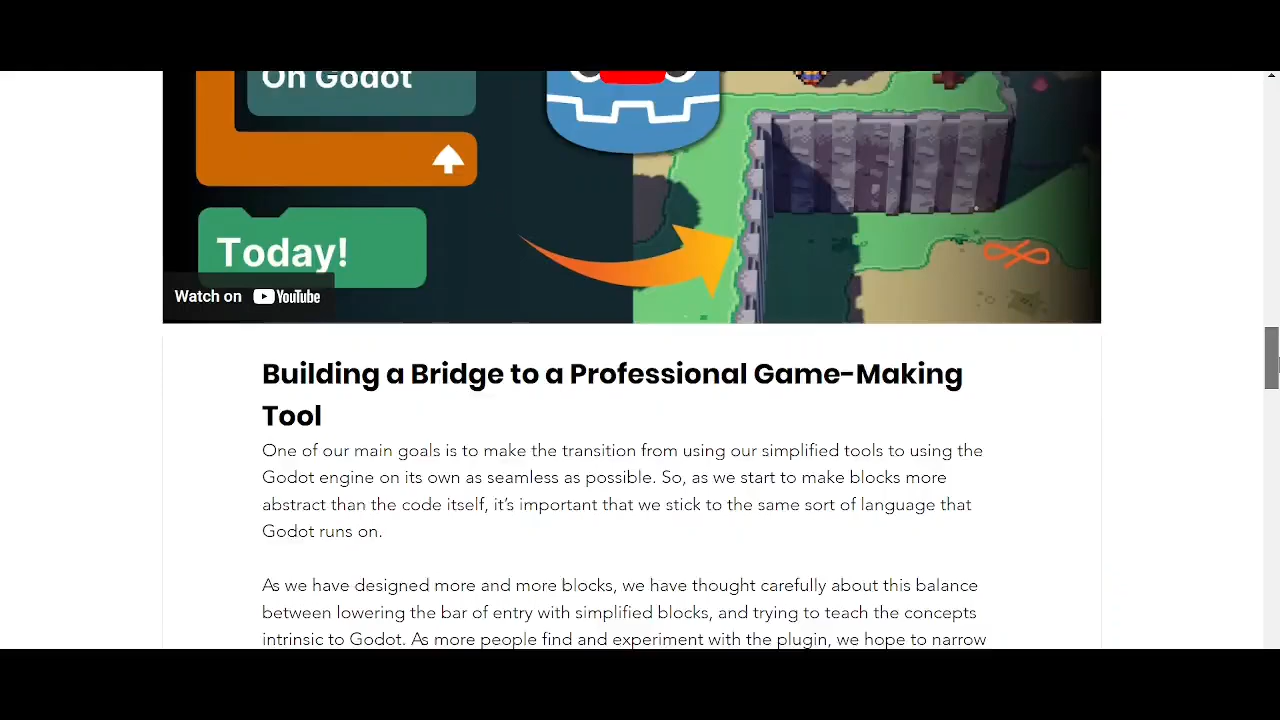 On Godot
Today!
Watch on YouTube
Building a Bridge to a Professional Game-Making
Tool
One of our main goals is to make the transition from using our simplified tools to using the
Godot engine on its own as seamless as possible. So, as we start to make blocks more
abstract than the code itself, it’s important that we stick to the same sort of language that
Godot runs on.
As we have designed more and more blocks, we have thought carefully about this balance
between lowering the bar of entry with simplified blocks, and trying to teach the concepts
intrinsic to Godot. As more people find and experiment with the plugin, we hope to narrow